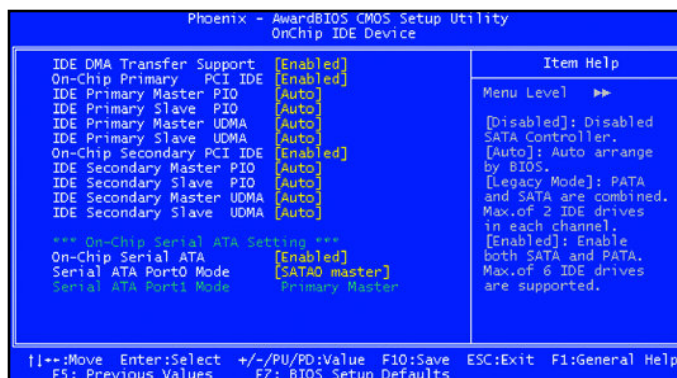 Phoenix - AwardBIOS CMOS Setup Utility
OnChip IDE Device
IDE DMA Transfer Support [Enabled]
On-Chip Primary PCI IDE [Enabled]
IDE Primary Master PIO [Auto]
IDE Primary Slave PIO [Auto]
IDE Primary Master UDMA [Auto]
IDE Primary Slave UDMA [Auto]
On-Chip Secondary PCI IDE [Enabled]
IDE Secondary Master PIO [Auto]
IDE Secondary Slave PIO [Auto]
IDE Secondary Master UDMA [Auto]
IDE Secondary Slave UDMA [Auto]
*** On-Chip Serial ATA Setting ***
On-Chip Serial ATA [Enabled]
Serial ATA Port0 Mode [SATA0 master]
Serial ATA Port1 Mode Primary Master
Item Help
Menu Level ▶▶
[Disabled]: Disabled
SATA Controller.
[Auto]: Auto arrange
by BIOS.
[Legacy Mode]: PATA
and SATA are combined.
Max.of 2 IDE drives
in each channel.
[Enabled]: Enable
both SATA and PATA.
Max.of 6 IDE drives
are supported.
↑↓←→:Move Enter:Select +/-/PU/PD:Value F10:Save ESC:Exit F1:General Help
F5: Previous Values F7: BIOS Setup Defaults